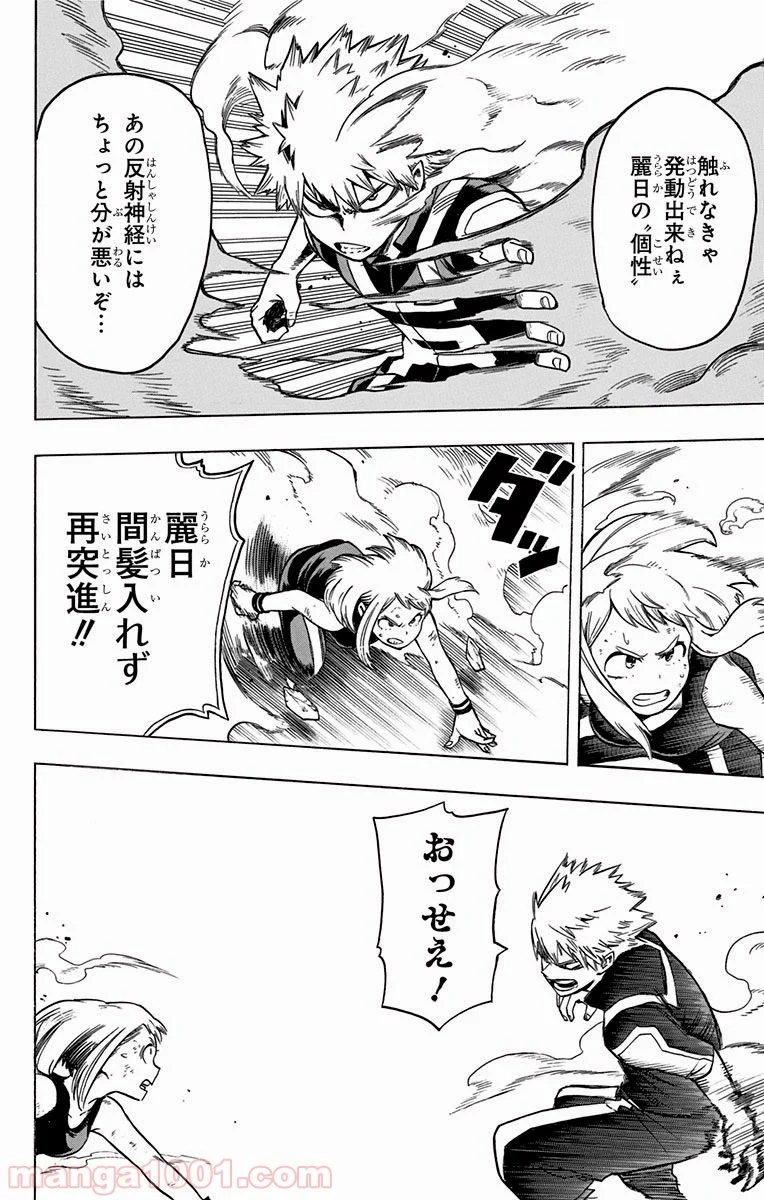 触れなきゃ
発動出来ねぇ
麗日の〝個性〟
あの反射神経には
ちょっと分が悪いぞ…
ダッ
麗日
間髪入れず
再突進!!
おっせえ!
manga1001.com